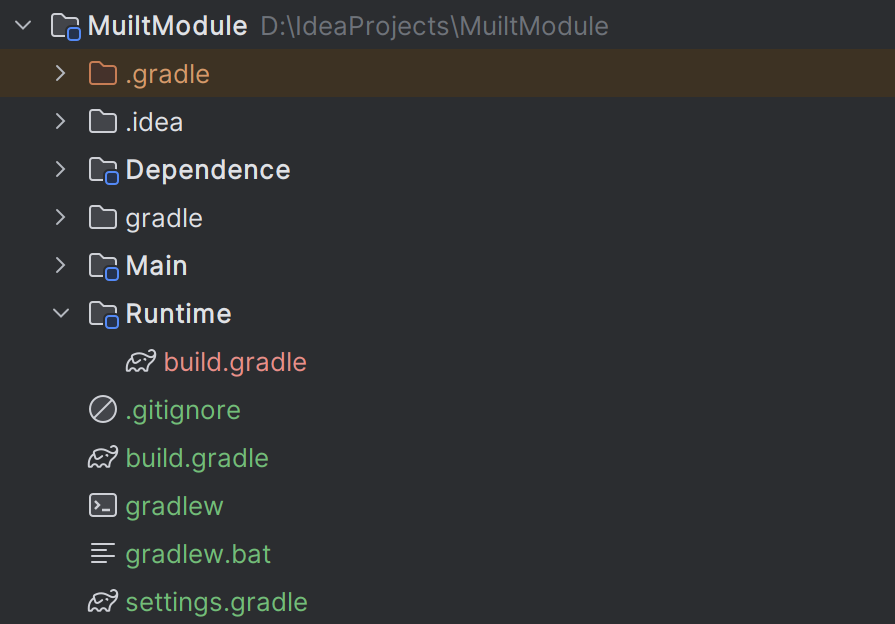 MuiltModule D:\IdeaProjects\MuiltModule
.gradle
.idea
Dependence
gradle
Main
Runtime
build.gradle
.gitignore
build.gradle
gradlew
gradlew.bat
settings.gradle